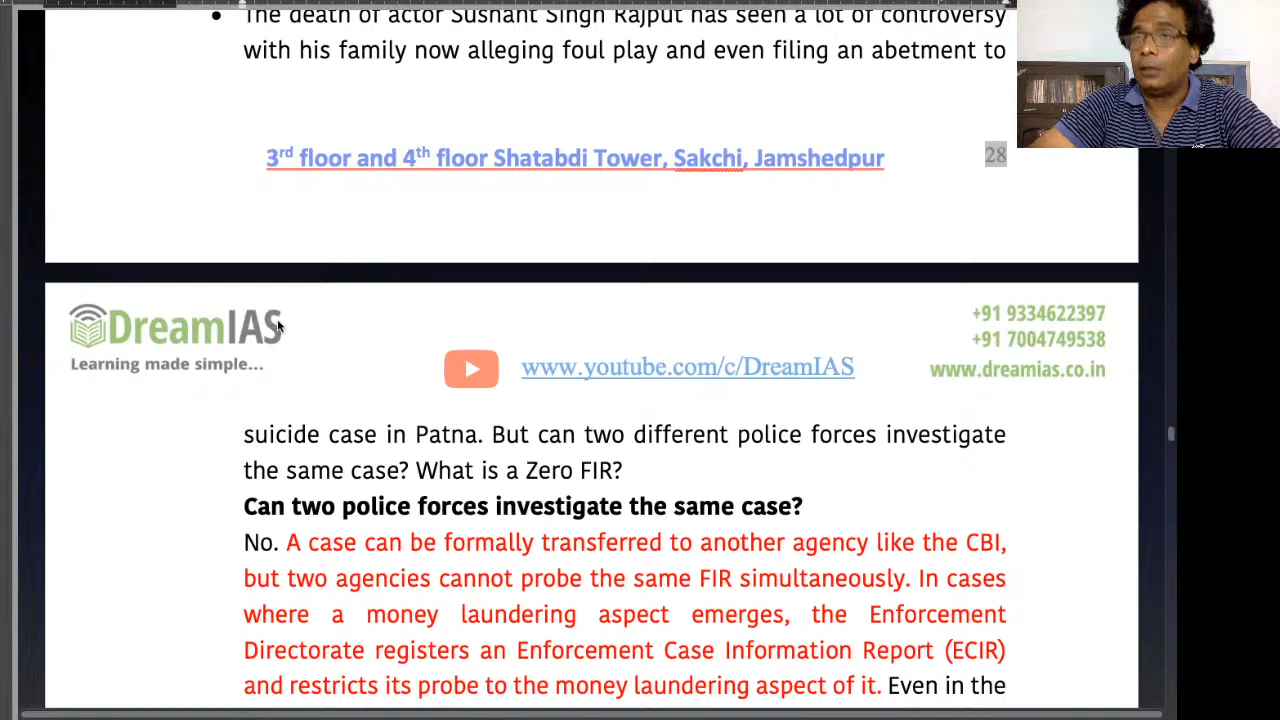 The death of actor Sushant Singh Rajput has seen a lot of controversy
with his family now alleging foul play and even filing an abetment to
3rd floor and 4th floor Shatabdi Tower, Sakchi, Jamshedpur
28
DreamIAS
Learning made simple...
www.youtube.com/c/DreamIAS
+91 9334622397
+91 7004749538
www.dreamias.co.in
suicide case in Patna. But can two different police forces investigate
the same case? What is a Zero FIR?
Can two police forces investigate the same case?
No. A case can be formally transferred to another agency like the CBI,
but two agencies cannot probe the same FIR simultaneously. In cases
where a money laundering aspect emerges, the Enforcement
Directorate registers an Enforcement Case Information Report (ECIR)
and restricts its probe to the money laundering aspect of it. Even in the